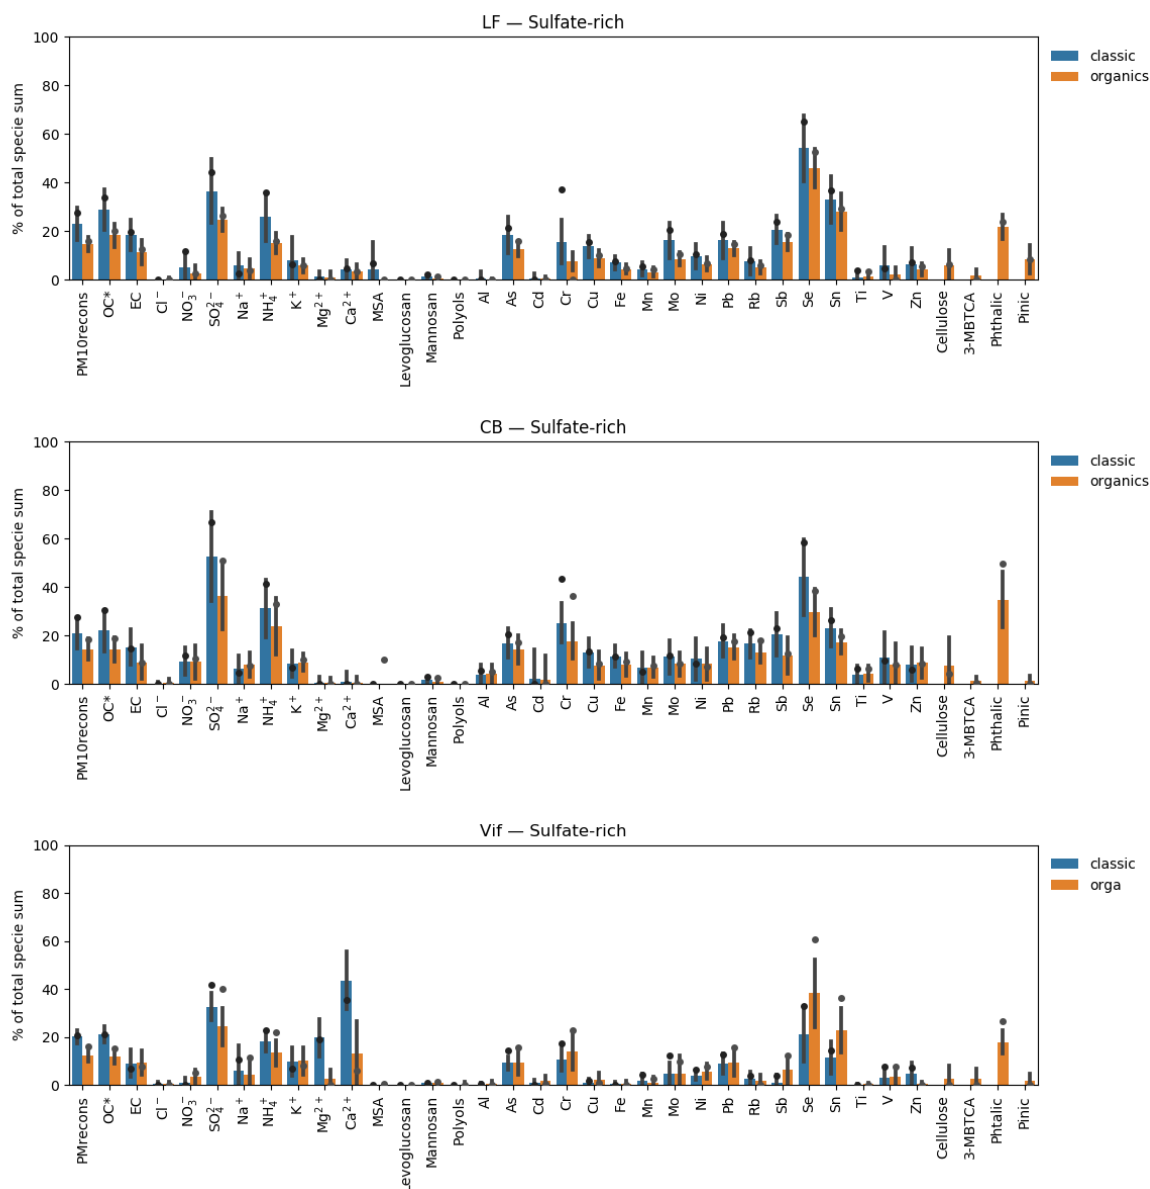 LF — Sulfate-rich
100
80
60
40
20
0
% of total specie sum
classic
organics
PM10recons OC* EC Cl⁻ NO₃⁻ SO₄²⁻ Na⁺ NH₄⁺ K⁺ Mg²⁺ Ca²⁺ MSA Levoglucosan Mannosan Polyols Al As Cd Cr Cu Fe Mn Mo Ni Pb Rb Sb Se Sn Ti V Zn Cellulose 3-MBTCA Phthalic Pinic
CB — Sulfate-rich
100
80
60
40
20
0
% of total specie sum
classic
organics
PM10recons OC* EC Cl⁻ NO₃⁻ SO₄²⁻ Na⁺ NH₄⁺ K⁺ Mg²⁺ Ca²⁺ MSA Levoglucosan Mannosan Polyols Al As Cd Cr Cu Fe Mn Mo Ni Pb Rb Sb Se Sn Ti V Zn Cellulose 3-MBTCA Phthalic Pinic
Vif — Sulfate-rich
100
80
60
40
20
0
% of total specie sum
classic
orga
PMrecons OC* EC Cl⁻ NO₃⁻ SO₄²⁻ Na⁺ NH₄⁺ K⁺ Mg²⁺ Ca²⁺ MSA Levoglucosan Mannosan Polyols Al As Cd Cr Cu Fe Mn Mo Ni Pb Rb Sb Se Sn Ti V Zn Cellulose 3-MBTCA Phtalic Pinic